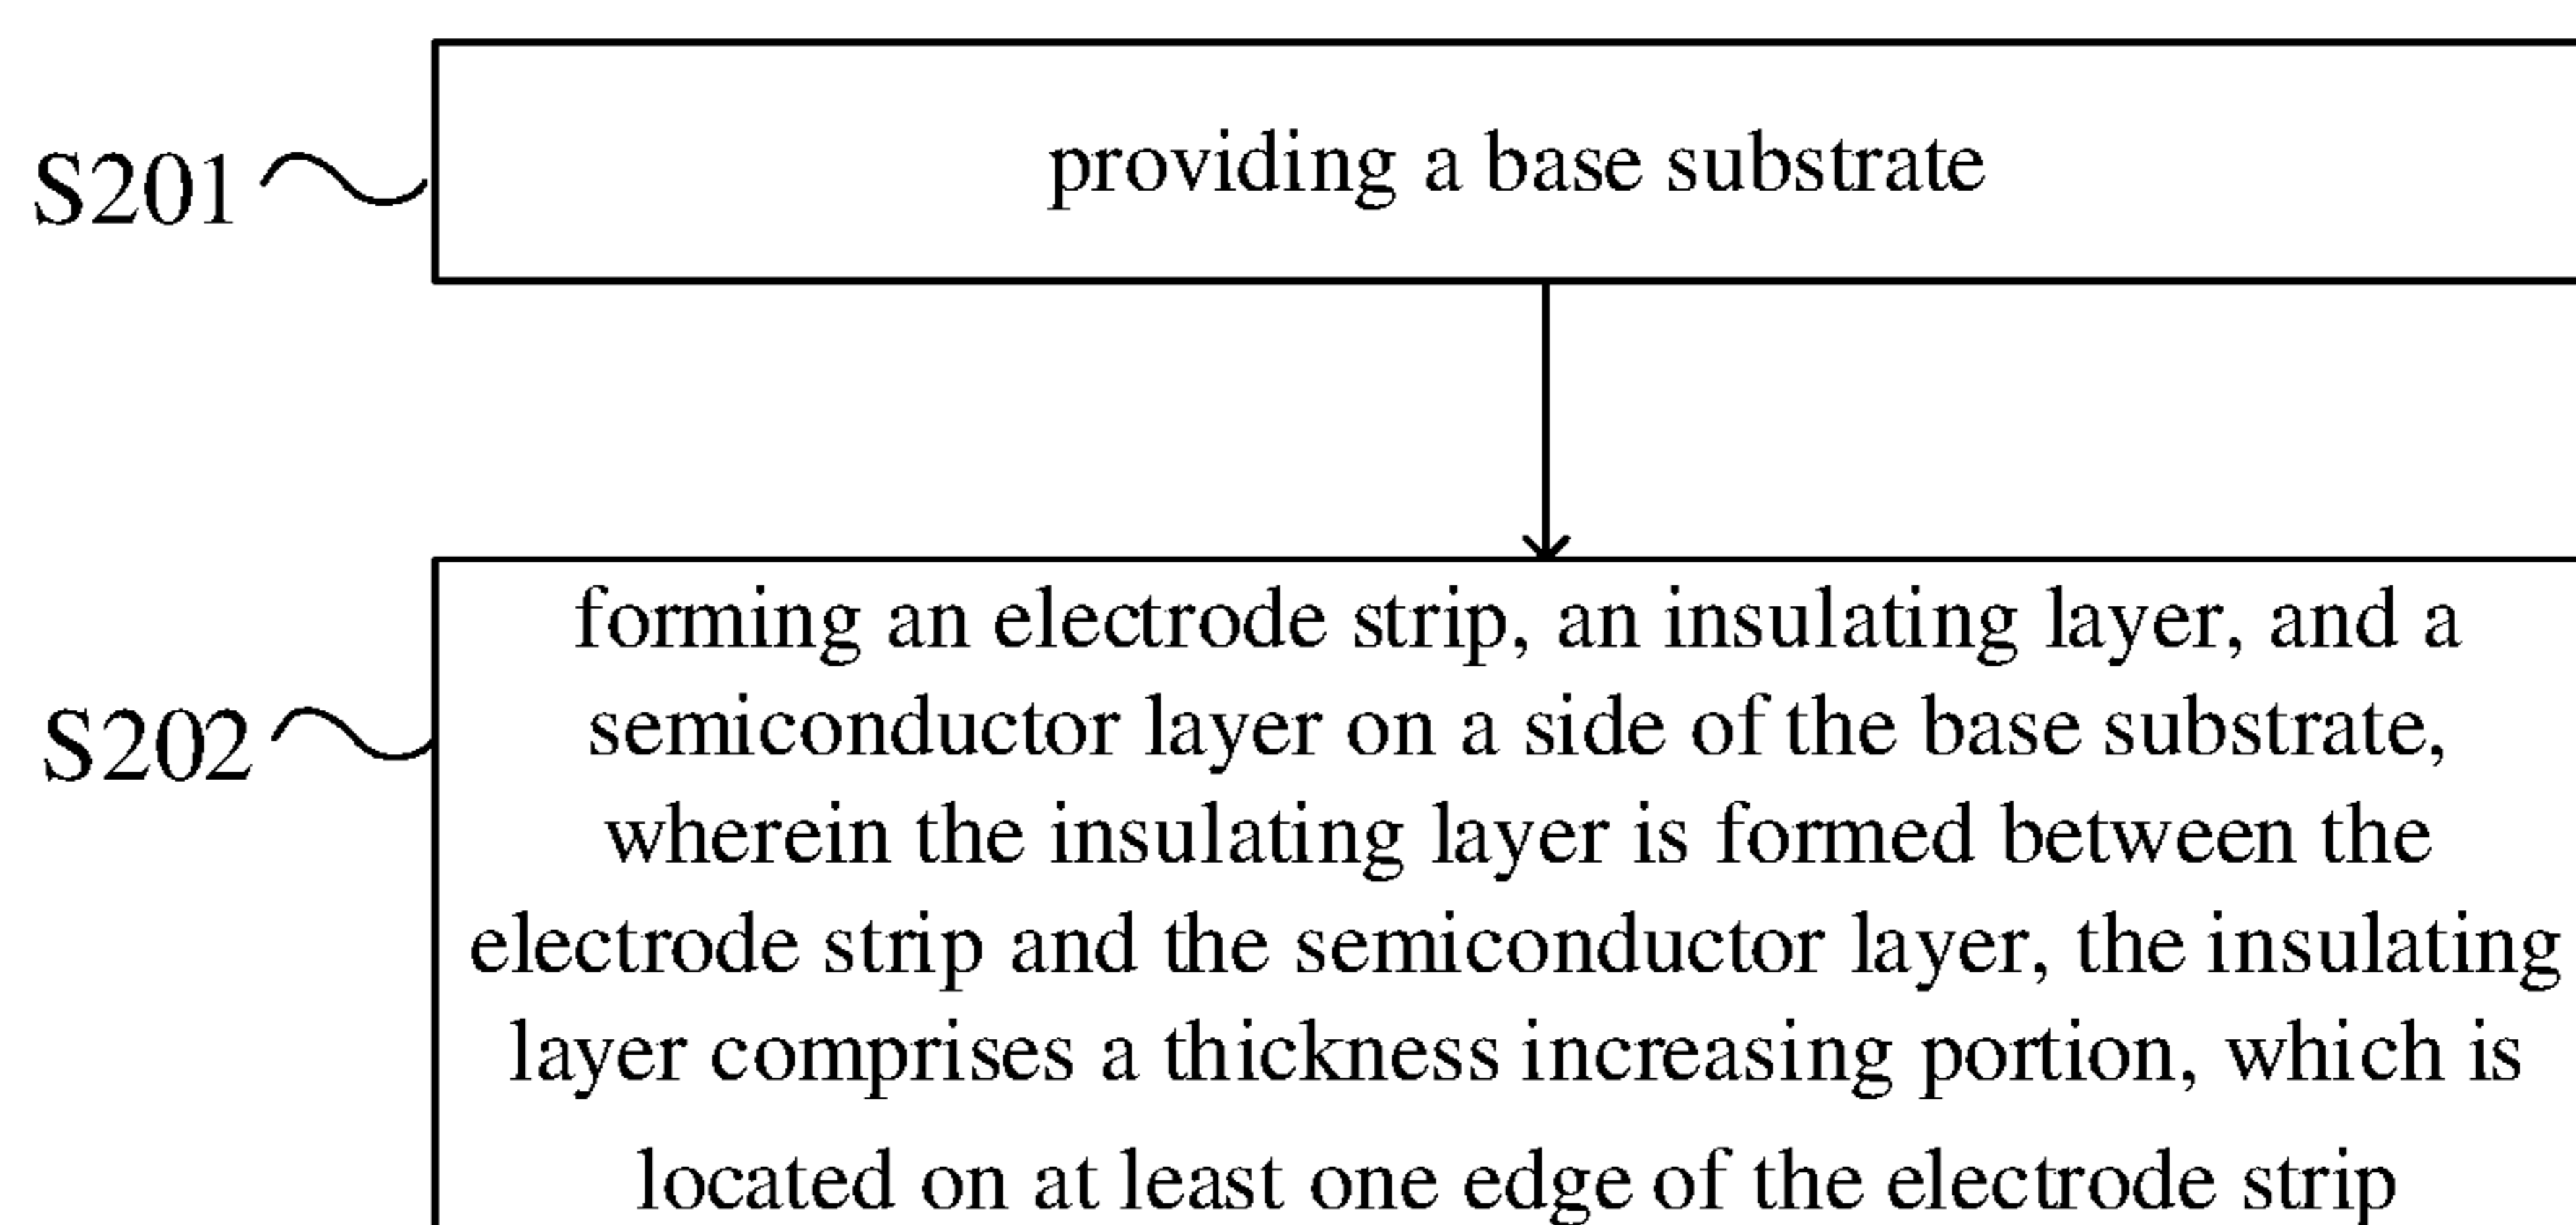 S201
providing a base substrate
S202
forming an electrode strip, an insulating layer, and a
semiconductor layer on a side of the base substrate,
wherein the insulating layer is formed between the
electrode strip and the semiconductor layer, the insulating
layer comprises a thickness increasing portion, which is
located on at least one edge of the electrode strip